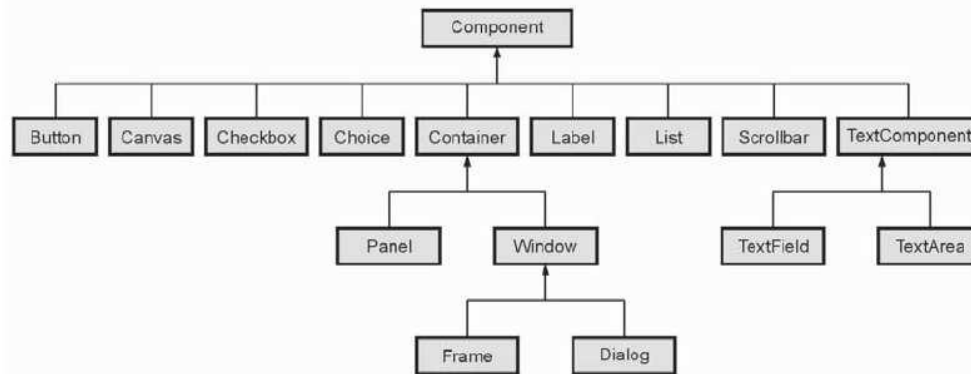 Component
Button Canvas Checkbox Choice Container Label List Scrollbar TextComponent
Panel Window TextField TextArea
Frame Dialog